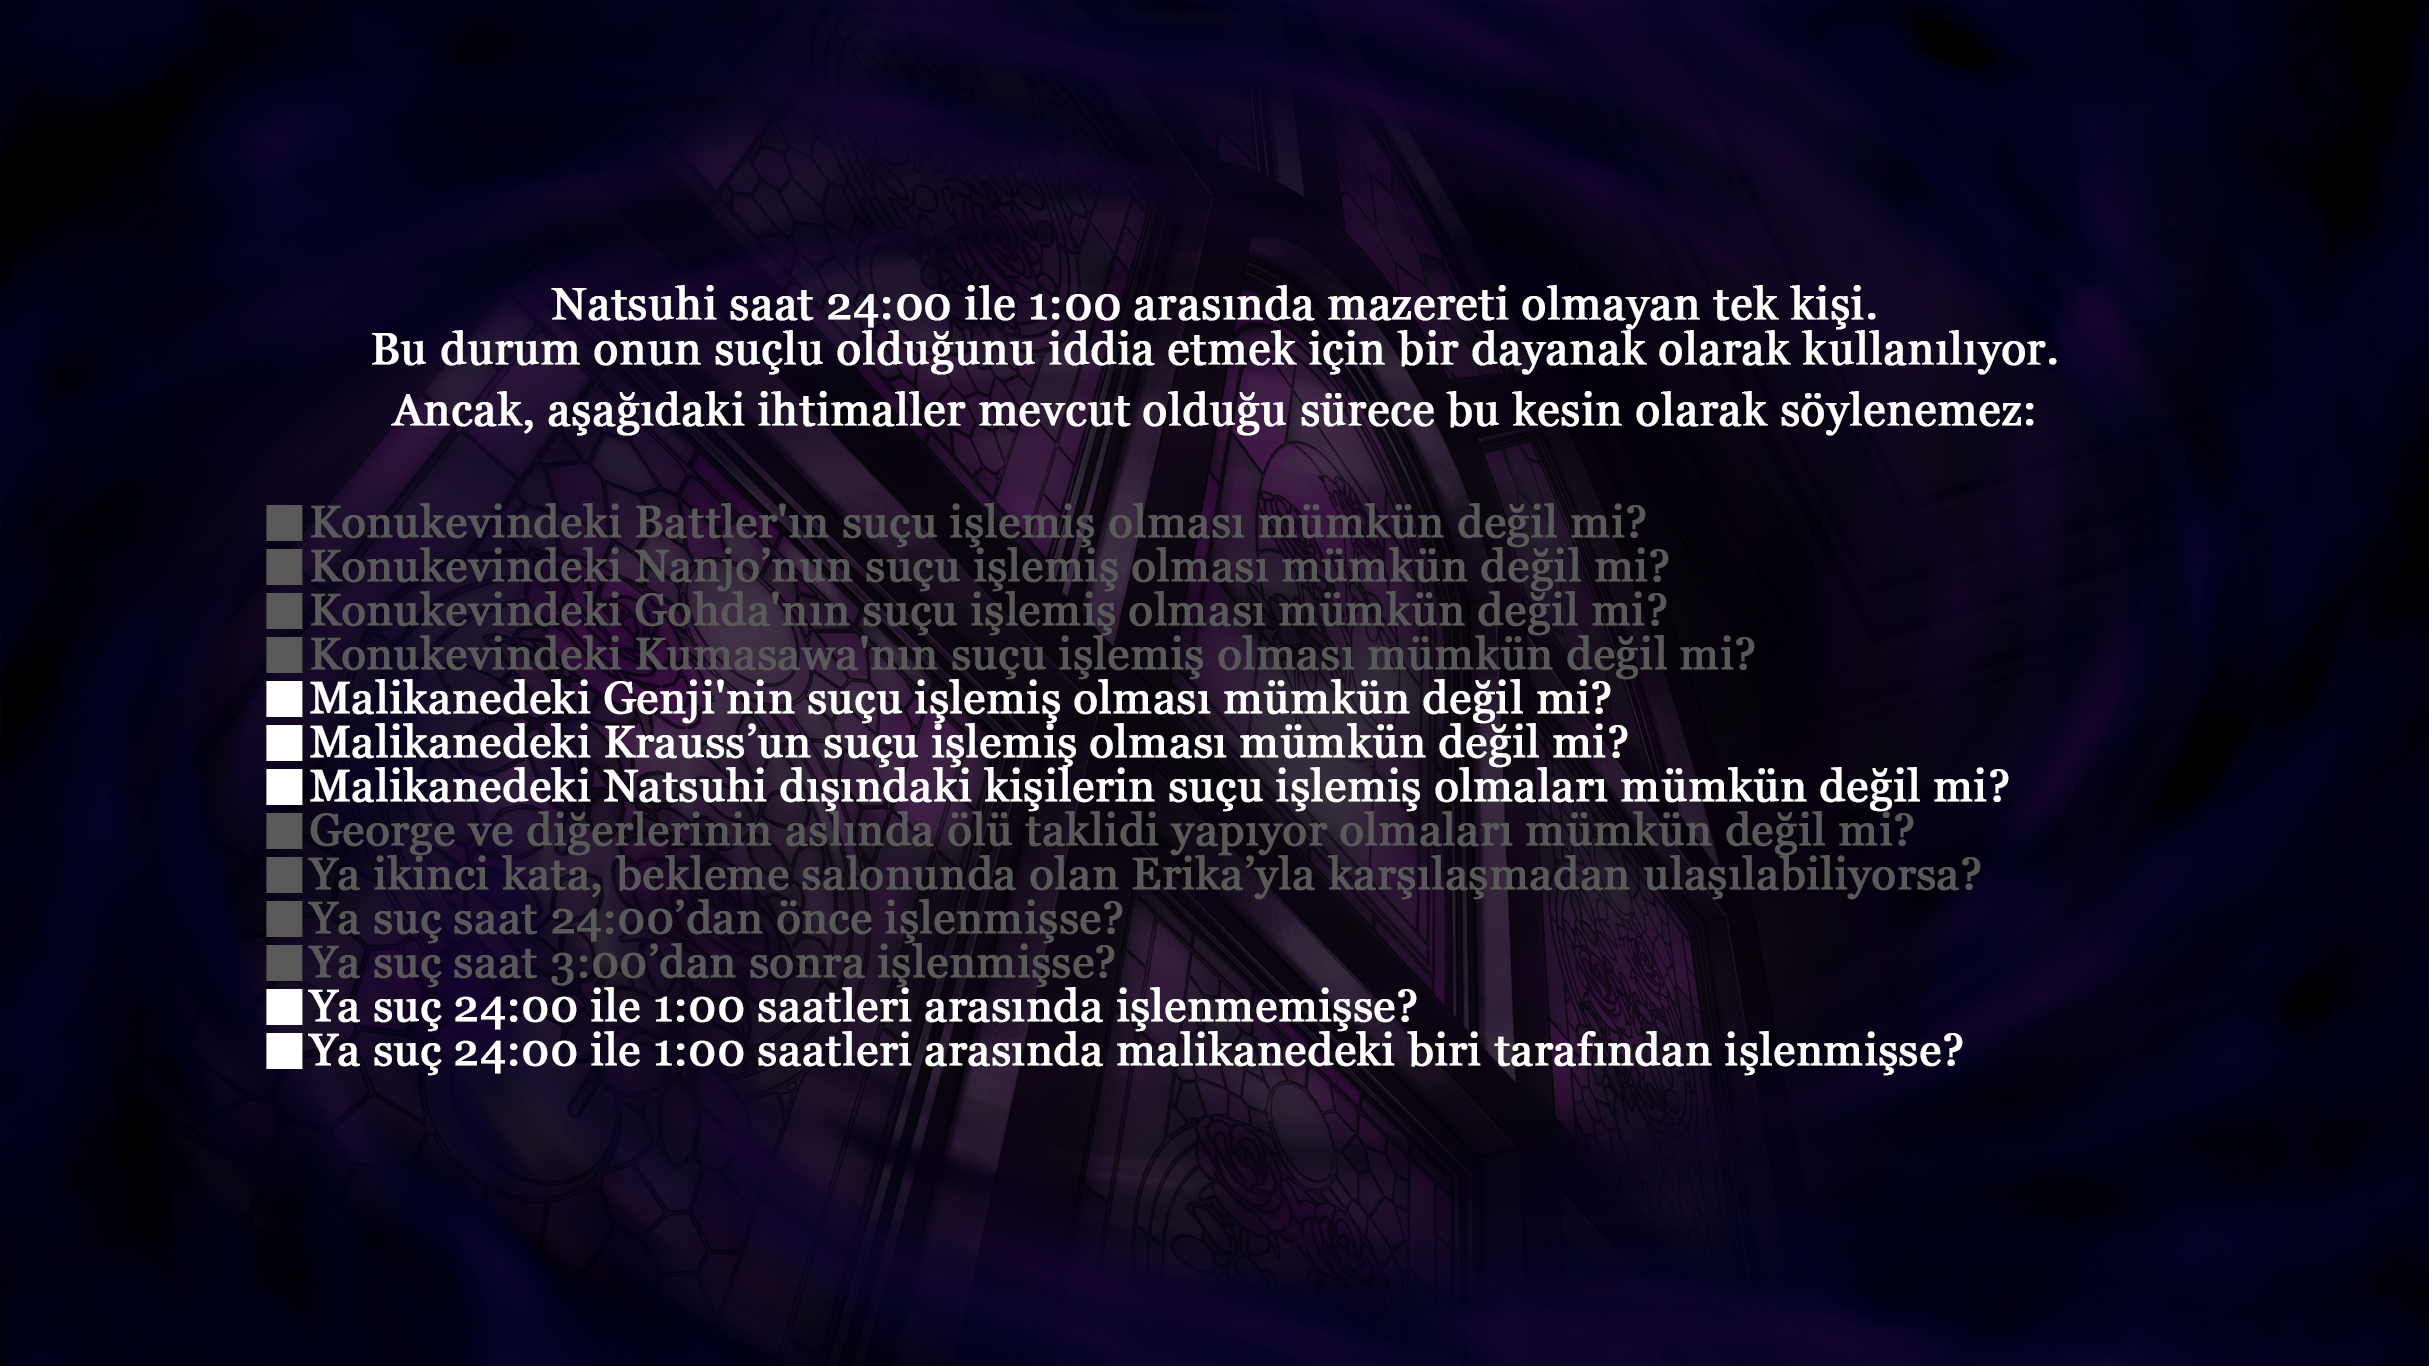 Natsuhi saat 24:00 ile 1:00 arasında mazereti olmayan tek kişi.
Bu durum onun suçlu olduğunu iddia etmek için bir dayanak olarak kullanılıyor.
Ancak, aşağıdaki ihtimaller mevcut olduğu sürece bu kesin olarak söylenemez:
■Konukevindeki Battler'ın suçu işlemiş olması mümkün değil mi?
■Konukevindeki Nanjo’nun suçu işlemiş olması mümkün değil mi?
■Konukevindeki Gohda'nın suçu işlemiş olması mümkün değil mi?
■Konukevindeki Kumasawa'nın suçu işlemiş olması mümkün değil mi?
■Malikanedeki Genji'nin suçu işlemiş olması mümkün değil mi?
■Malikanedeki Krauss’un suçu işlemiş olması mümkün değil mi?
■Malikanedeki Natsuhi dışındaki kişilerin suçu işlemiş olmaları mümkün değil mi?
■George ve diğerlerinin aslında ölü taklidi yapıyor olmaları mümkün değil mi?
■Ya ikinci kata, bekleme salonunda olan Erika’yla karşılaşmadan ulaşılabiliyorsa?
■Ya suç saat 24:00’dan önce işlenmişse?
■Ya suç saat 3:00’dan sonra işlenmişse?
■Ya suç 24:00 ile 1:00 saatleri arasında işlenmemişse?
■Ya suç 24:00 ile 1:00 saatleri arasında malikanedeki biri tarafından işlenmişse?